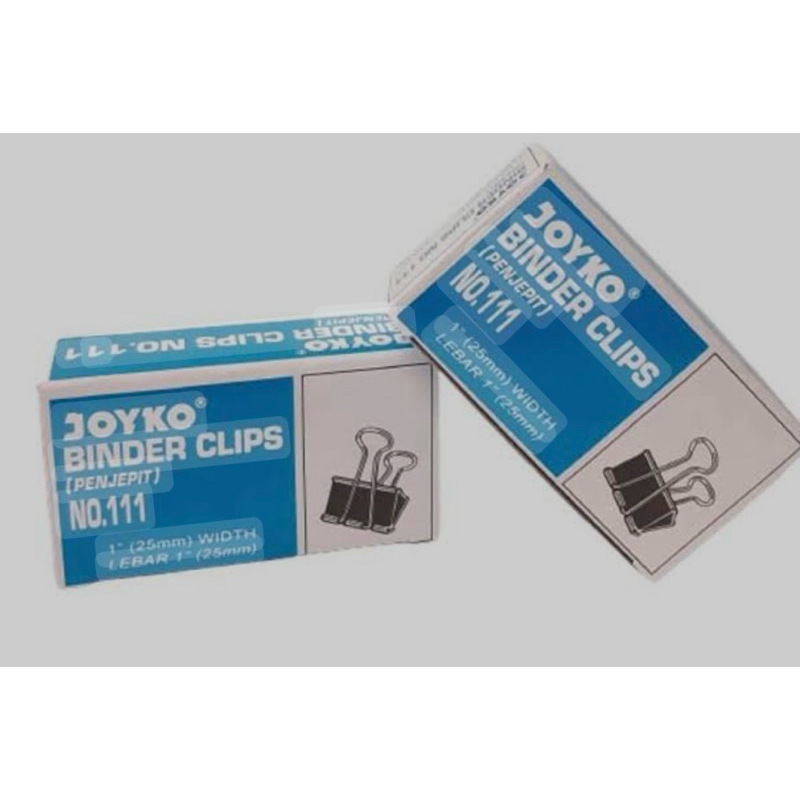 JOYKO®
BINDER CLIPS
(PENJEPIT)
NO.111
1" (25mm) WIDTH
LEBAR 1" (25mm)
JOYKO®
BINDER CLIPS NO.111
(PENJEPIT)
JOYKO®
BINDER CLIPS
(PENJEPIT)
NO.111
1" (25mm) WIDTH
LEBAR 1" (25mm)